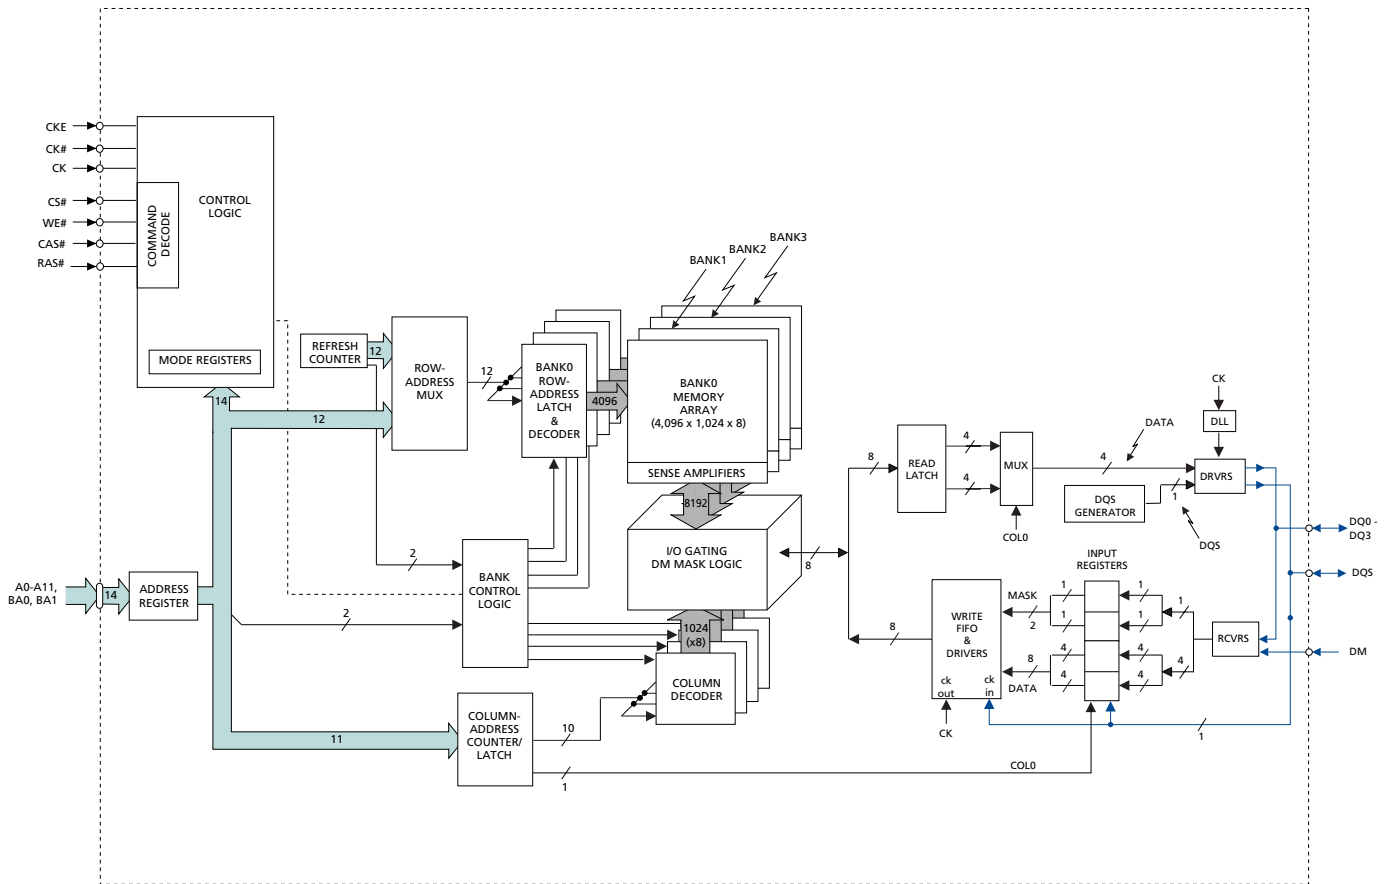 CKE
CK#
CK
CS#
WE#
CAS#
RAS#
COMMAND
DECODE
CONTROL
LOGIC
MODE REGISTERS
REFRESH
COUNTER
12
ROW-
ADDRESS
MUX
12
14
12
BANK0
ROW-
ADDRESS
LATCH
&
DECODER
4096
BANK1
BANK2
BANK3
BANK0
MEMORY
ARRAY
(4,096 x 1,024 x 8)
SENSE AMPLIFIERS
8192
I/O GATING
DM MASK LOGIC
8
8
READ
LATCH
4
4
MUX
COL0
4
DATA
CK
DLL
DRVRS
DQS
GENERATOR
1
DQS
DQ0 -
DQ3
DQS
DM
A0-A11,
BA0, BA1
14
ADDRESS
REGISTER
2
2
BANK
CONTROL
LOGIC
1024
(x8)
COLUMN
DECODER
8
WRITE
FIFO
&
DRIVERS
ck
out
ck
in
CK
MASK
2
8
DATA
INPUT
REGISTERS
1
1
4
4
1
1
4
4
1
4
RCVRS
1
11
COLUMN-
ADDRESS
COUNTER/
LATCH
10
1
COL0